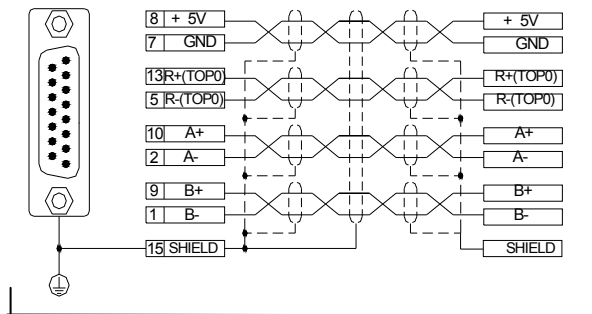 8 + 5V + 5V
7 GND GND
13 R+(TOP0) R+(TOP0)
5 R-(TOP0) R-(TOP0)
10 A+ A+
2 A- A-
9 B+ B+
1 B- B-
15 SHIELD SHIELD